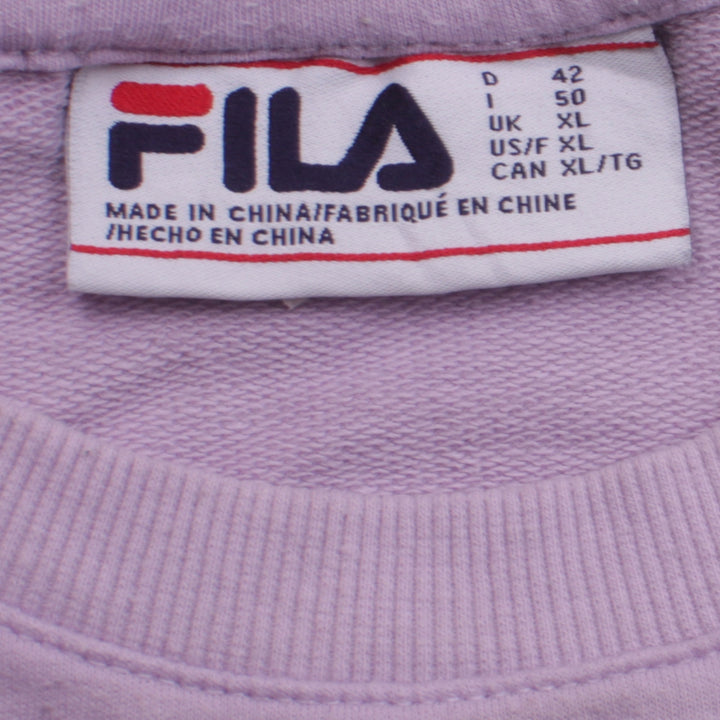 FILA
D 42
I 50
UK XL
US/F XL
CAN XL/TG
MADE IN CHINA/FABRIQUÉ EN CHINE
/HECHO EN CHINA